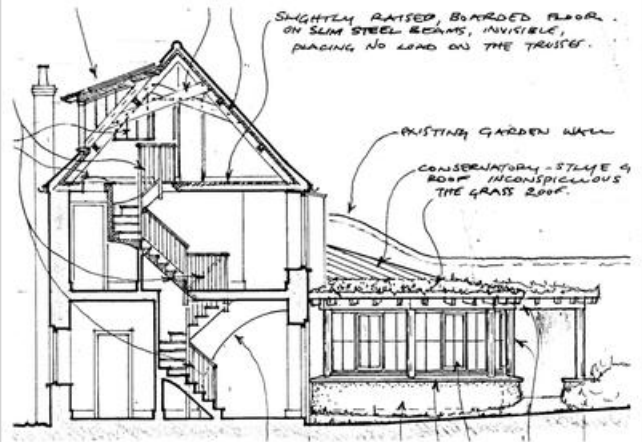 SLIGHTLY RAISED, BOARDED FLOOR.
ON SLIM STEEL BEAMS, INVISIBLE,
PLACING NO LOAD ON THE TRUSSES.
EXISTING GARDEN WALL
CONSERVATORY - STLYE G
ROOF INCONSPICUOUS
THE GRASS ROOF.